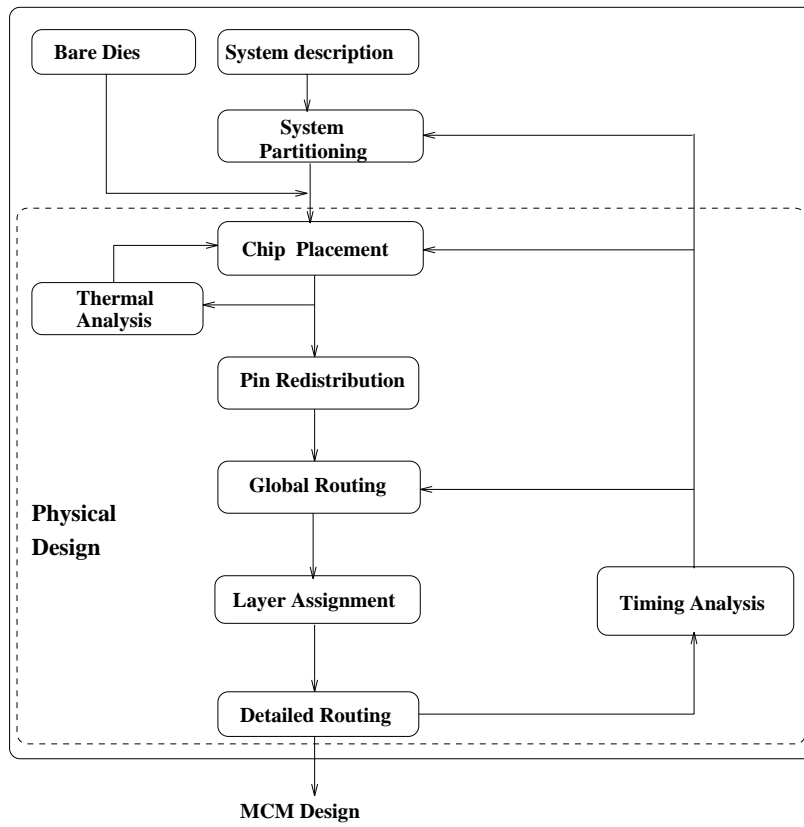 Bare Dies
System description
System
Partitioning
Chip Placement
Thermal
Analysis
Pin Redistribution
Global Routing
Physical
Design
Layer Assignment
Timing Analysis
Detailed Routing
MCM Design